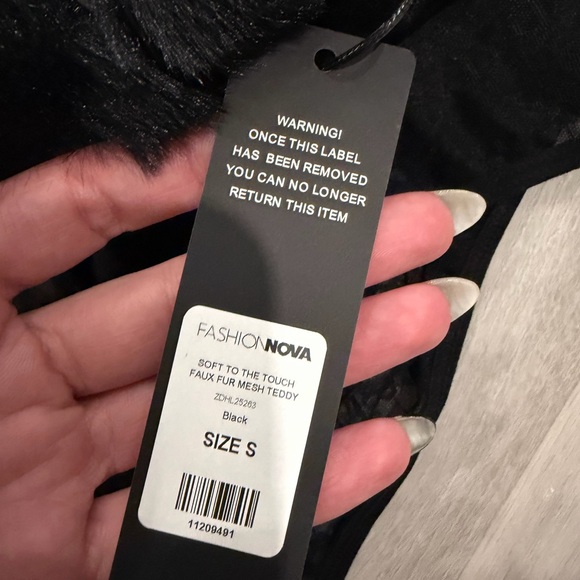 WARNING!
ONCE THIS LABEL
HAS BEEN REMOVED
YOU CAN NO LONGER
RETURN THIS ITEM
FASHIONNOVA
SOFT TO THE TOUCH
FAUX FUR MESH TEDDY
ZDHL25263
Black
SIZE S
11209491